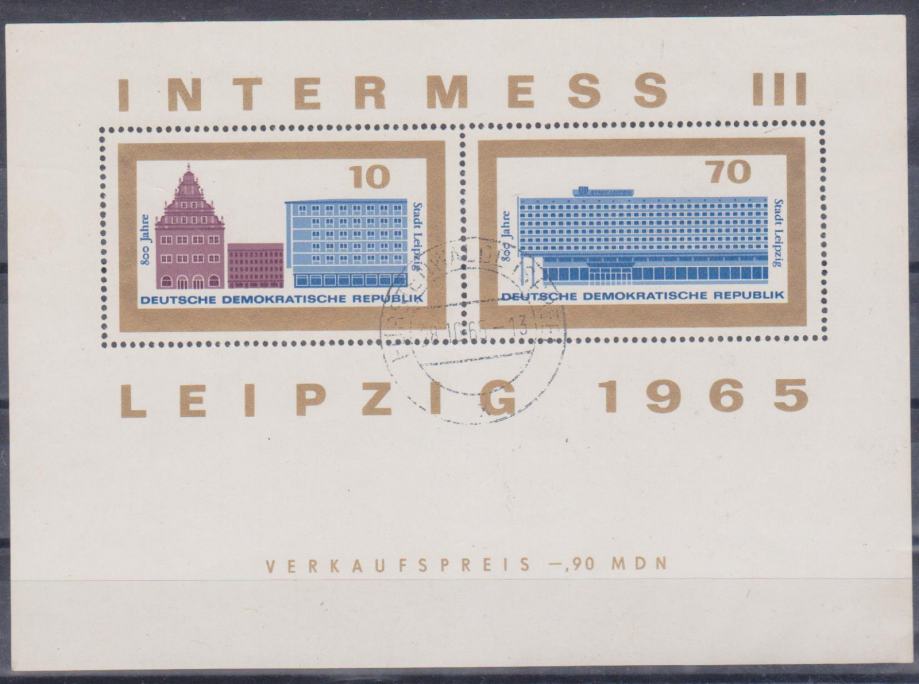 INTERMESS III
10
800 Jahre
Stadt Leipzig
DEUTSCHE DEMOKRATISCHE REPUBLIK
70
800 Jahre
Stadt Leipzig
DEUTSCHE DEMOKRATISCHE REPUBLIK
LEIPZIG 1965
VERKAUFSPREIS –,90 MDN